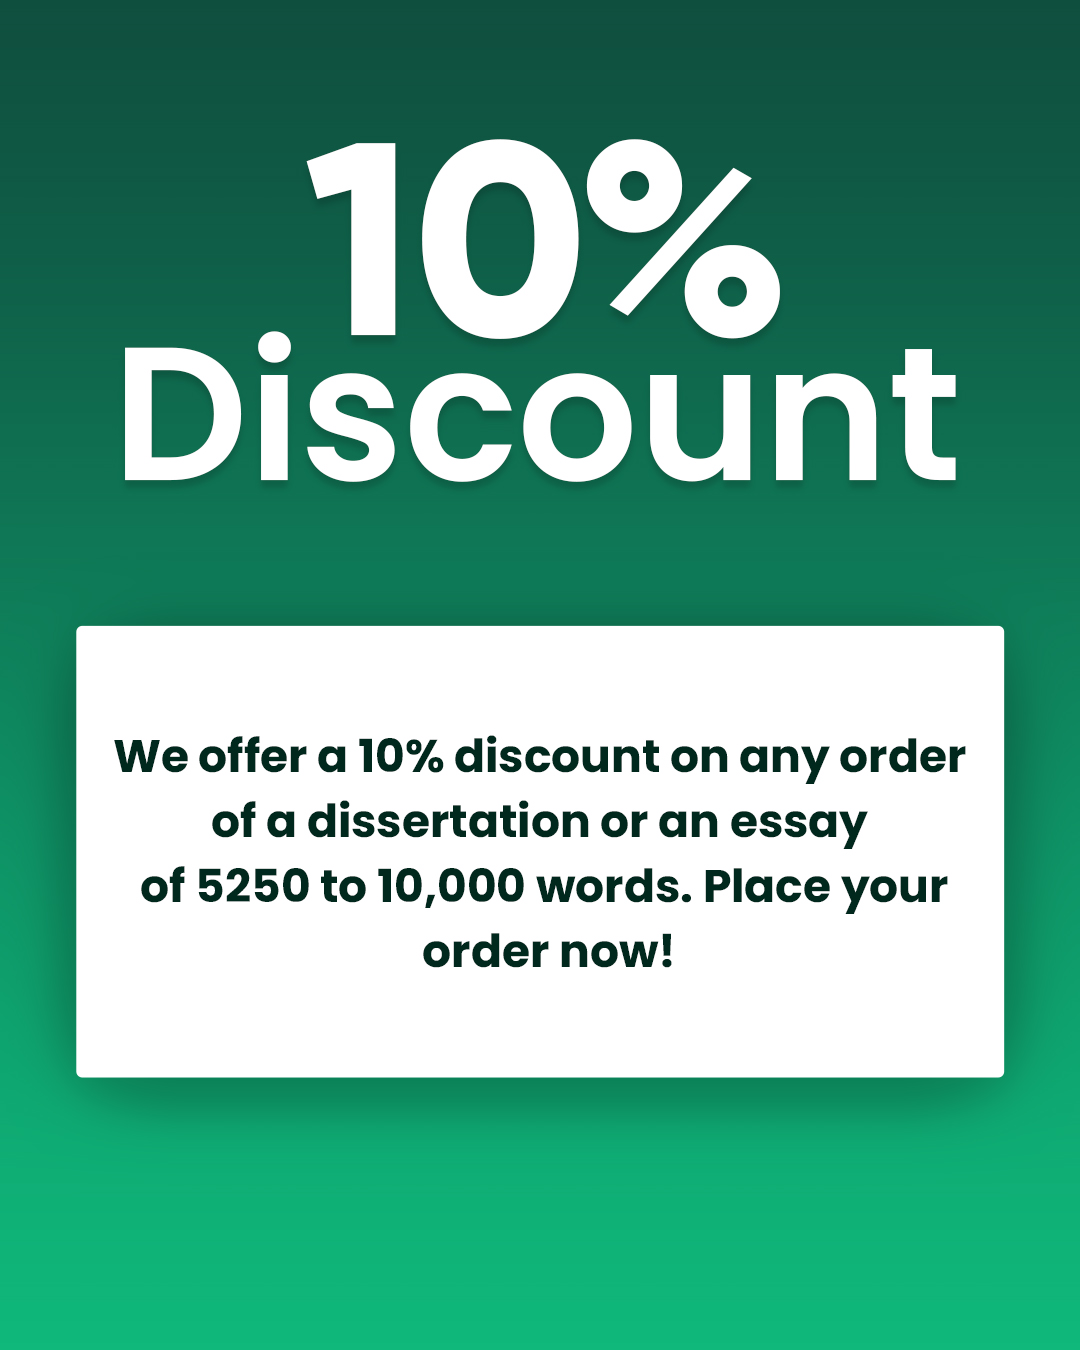 10%
Discount
We offer a 10% discount on any order
of a dissertation or an essay
of 5250 to 10,000 words. Place your
order now!